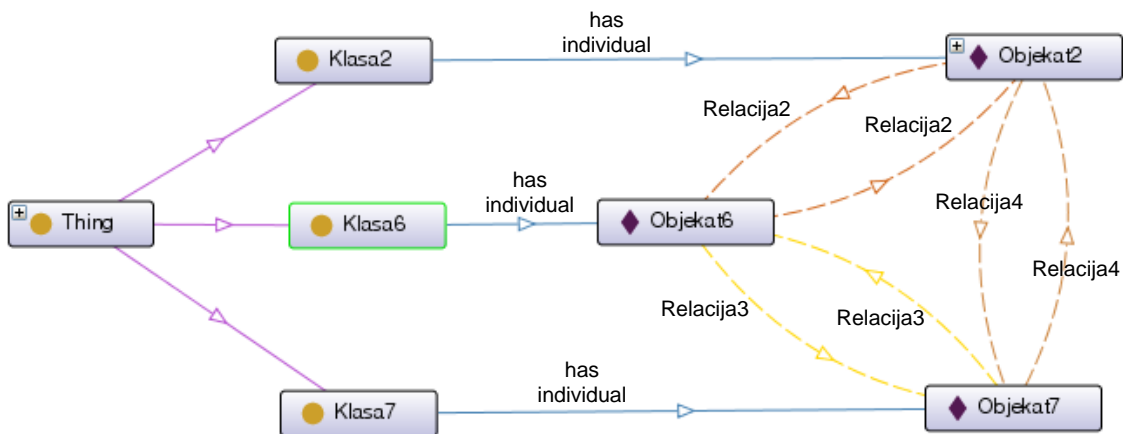 has
individual
Klasa2
Objekat2
Relacija2
Relacija2
has
individual
Thing
Klasa6
Objekat6
Relacija4
Relacija4
Relacija3
Relacija3
has
individual
Klasa7
Objekat7